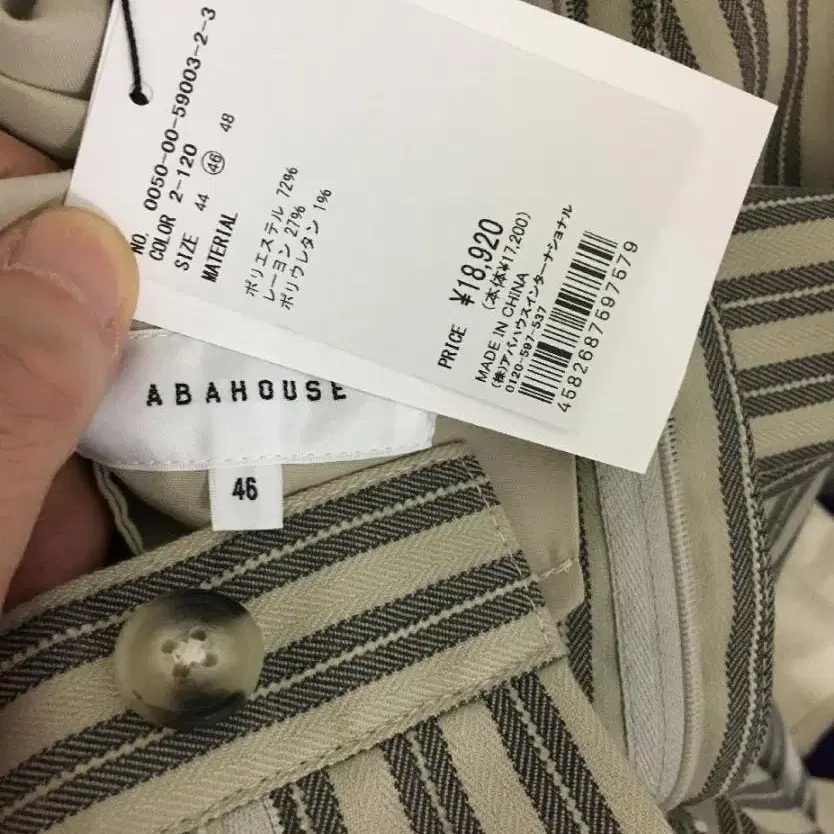 NO. 0050-00-59003-2-3
COLOR 2-120
SIZE 44 46 48
MATERIAL
ポリエステル 72%
レーヨン 27%
ポリウレタン 1%
PRICE ¥18,920
(本体¥17,200)
MADE IN CHINA
(株)アバハウスインターナショナル
0120-597-537
4582687597579
ABAHOUSE
46